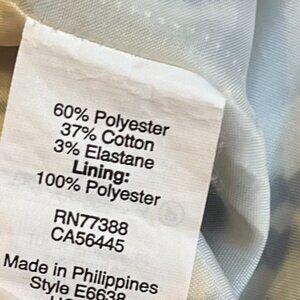 60% Polyester
37% Cotton
3% Elastane
Lining:
100% Polyester
RN77388
CA56445
Made in Philippines
Style E6638